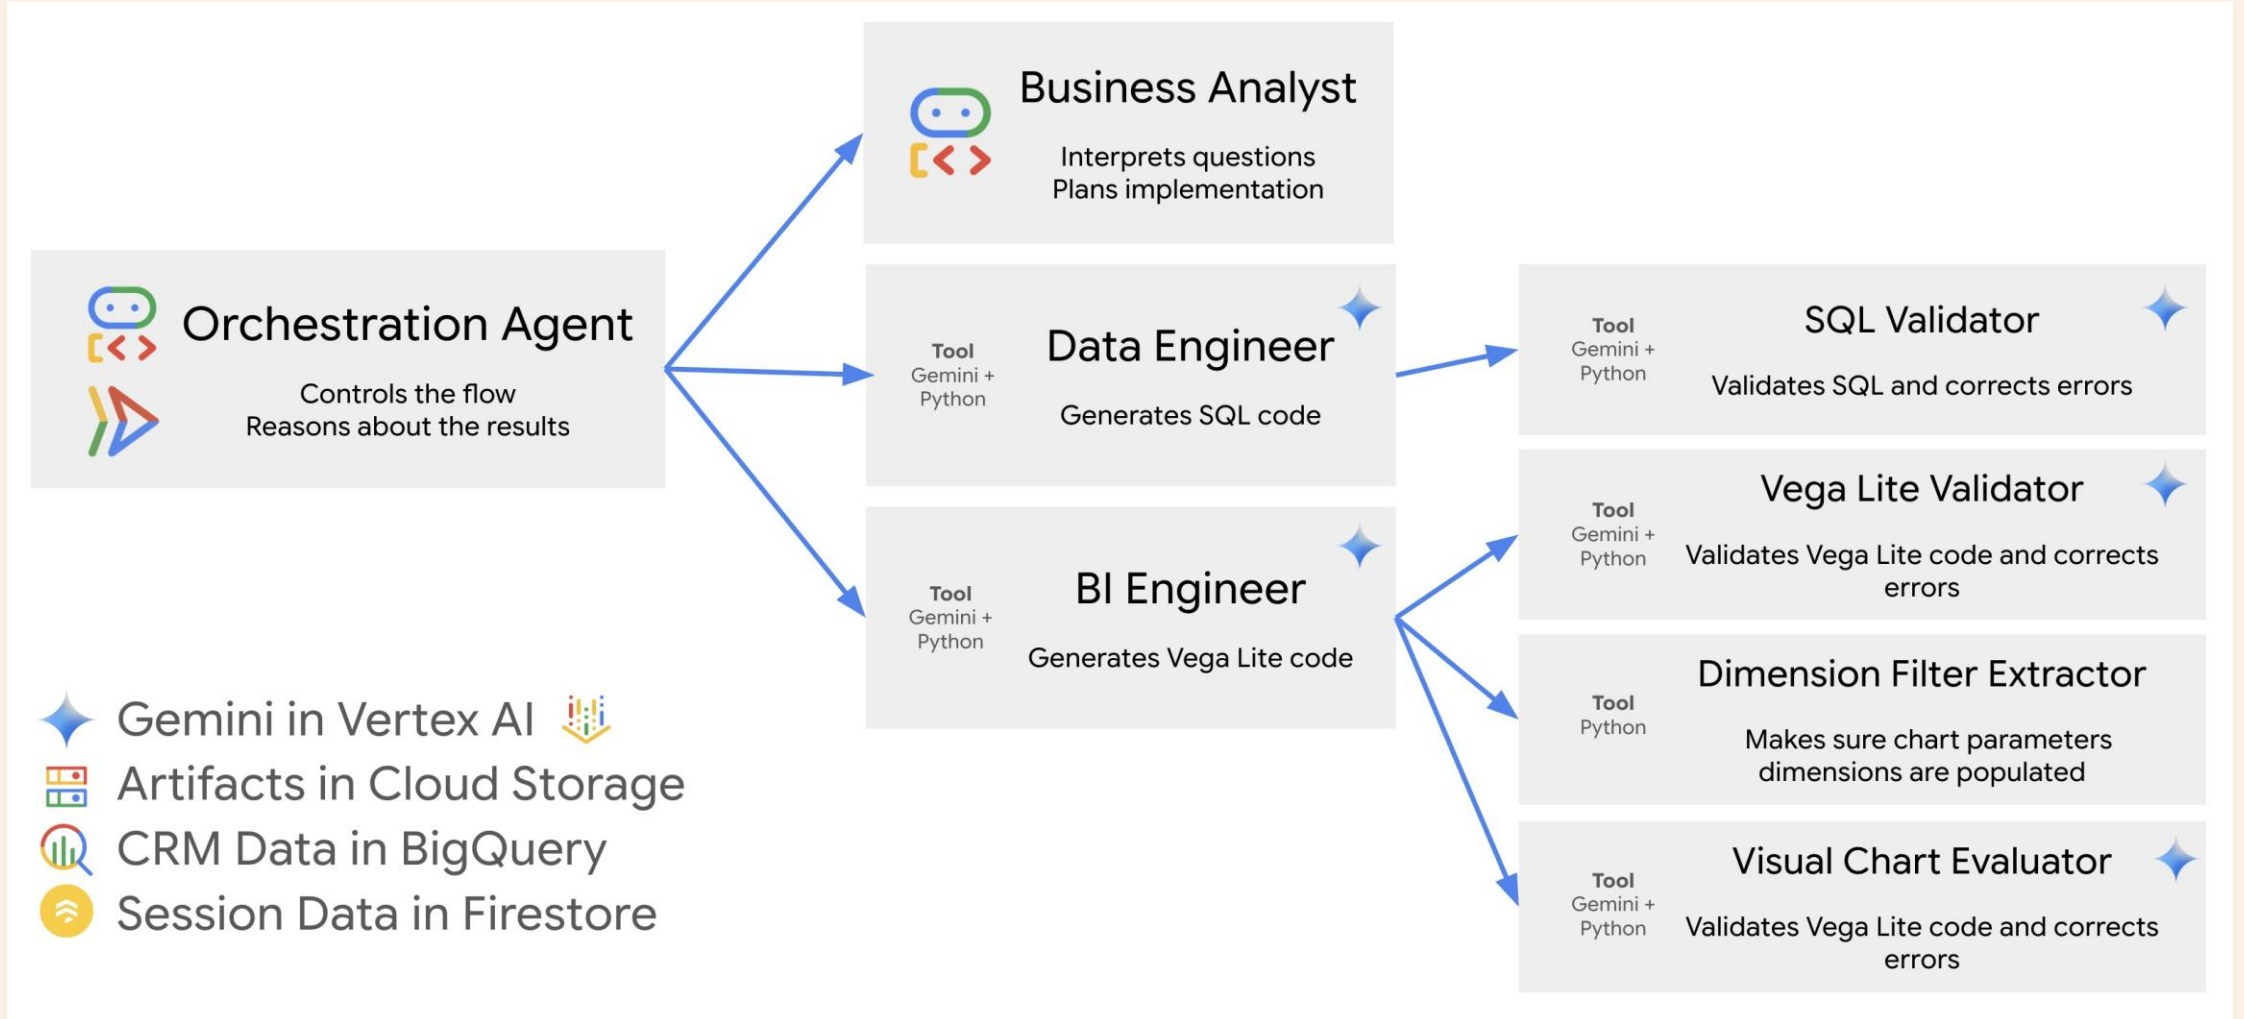 Business Analyst
Interprets questions
Plans implementation
Orchestration Agent
Controls the flow
Reasons about the results
Tool
Gemini +
Python
Data Engineer
Generates SQL code
Tool
Gemini +
Python
SQL Validator
Validates SQL and corrects errors
Tool
Gemini +
Python
Vega Lite Validator
Validates Vega Lite code and corrects
errors
Tool
Gemini +
Python
BI Engineer
Generates Vega Lite code
Tool
Python
Dimension Filter Extractor
Makes sure chart parameters
dimensions are populated
Tool
Gemini +
Python
Visual Chart Evaluator
Validates Vega Lite code and corrects
errors
Gemini in Vertex AI
Artifacts in Cloud Storage
CRM Data in BigQuery
Session Data in Firestore